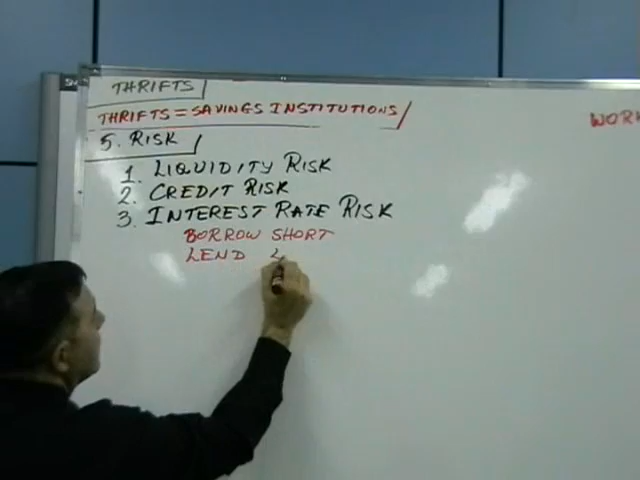 THRIFTS
THRIFTS = SAVINGS INSTITUTIONS
5. RISK
1. LIQUIDITY RISK
2. CREDIT RISK
3. INTEREST RATE RISK
BORROW SHORT
LEND L
WORK